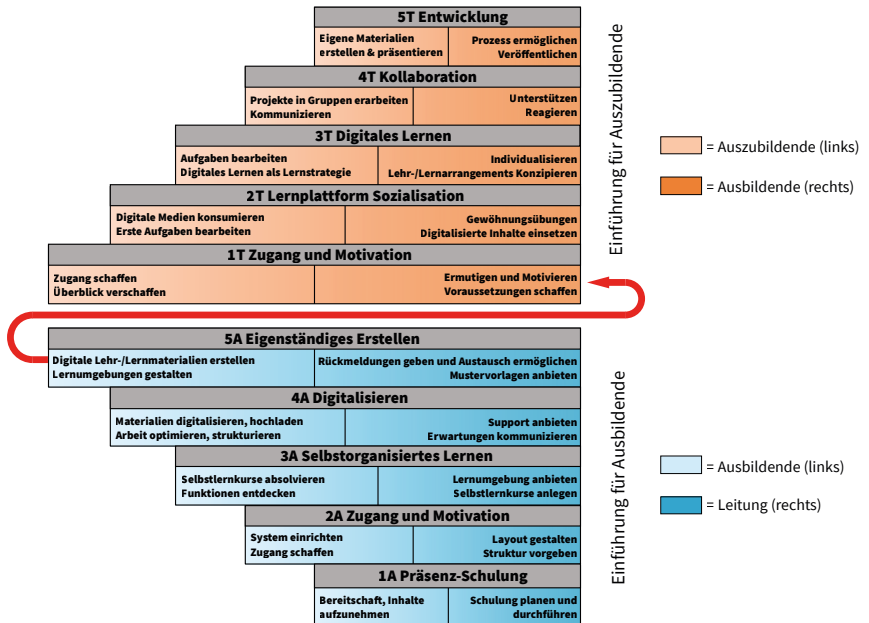 5T Entwicklung
Eigene Materialien
erstellen & präsentieren
Prozess ermöglichen
Veröffentlichen
4T Kollaboration
Projekte in Gruppen erarbeiten
Kommunizieren
Unterstützen
Reagieren
3T Digitales Lernen
Aufgaben bearbeiten
Digitales Lernen als Lernstrategie
Individualisieren
Lehr-/Lernarrangements Konzipieren
2T Lernplattform Sozialisation
Digitale Medien konsumieren
Erste Aufgaben bearbeiten
Gewöhnungsübungen
Digitalisierte Inhalte einsetzen
1T Zugang und Motivation
Zugang schaffen
Überblick verschaffen
Ermutigen und Motivieren
Voraussetzungen schaffen
Einführung für Auszubildende
= Auszubildende (links)
= Ausbildende (rechts)
5A Eigenständiges Erstellen
Digitale Lehr-/Lernmaterialien erstellen
Lernumgebungen gestalten
Rückmeldungen geben und Austausch ermöglichen
Mustervorlagen anbieten
4A Digitalisieren
Materialien digitalisieren, hochladen
Arbeit optimieren, strukturieren
Support anbieten
Erwartungen kommunizieren
3A Selbstorganisiertes Lernen
Selbstlernkurse absolvieren
Funktionen entdecken
Lernumgebung anbieten
Selbstlernkurse anlegen
2A Zugang und Motivation
System einrichten
Zugang schaffen
Layout gestalten
Struktur vorgeben
1A Präsenz-Schulung
Bereitschaft, Inhalte
aufzunehmen
Schulung planen und
durchführen
Einführung für Ausbildende
= Ausbildende (links)
= Leitung (rechts)